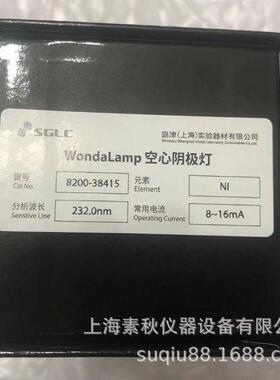 SGLC
岛津（上海）实验器材有限公司
Shimadzu (Shanghai) Global Laboratory Consumables Co., Ltd.
WondaLamp 空心阴极灯
货号 8200-38415 元素 NI
Cat.No. Element
分析波长 232.0nm 常用电流 8~16mA
Senstive Line Operating Current
上海素秋仪器设备有限公司
suqiu88.1688.com